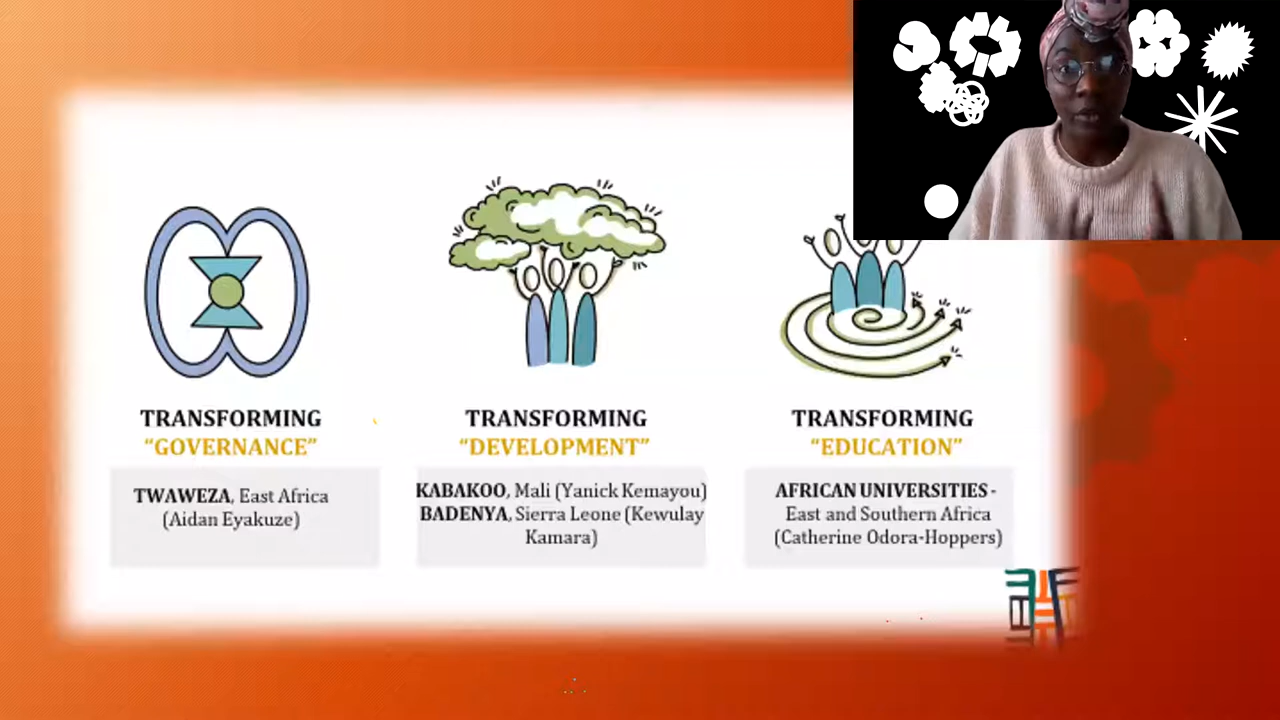 TRANSFORMING
“GOVERNANCE”
TWAWEZA, East Africa
(Aidan Eyakuze)
TRANSFORMING
“DEVELOPMENT”
KABAKOO, Mali (Yanick Kemayou)
BADENYA, Sierra Leone (Kewulay
Kamara)
TRANSFORMING
“EDUCATION”
AFRICAN UNIVERSITIES -
East and Southern Africa
(Catherine Odora-Hoppers)